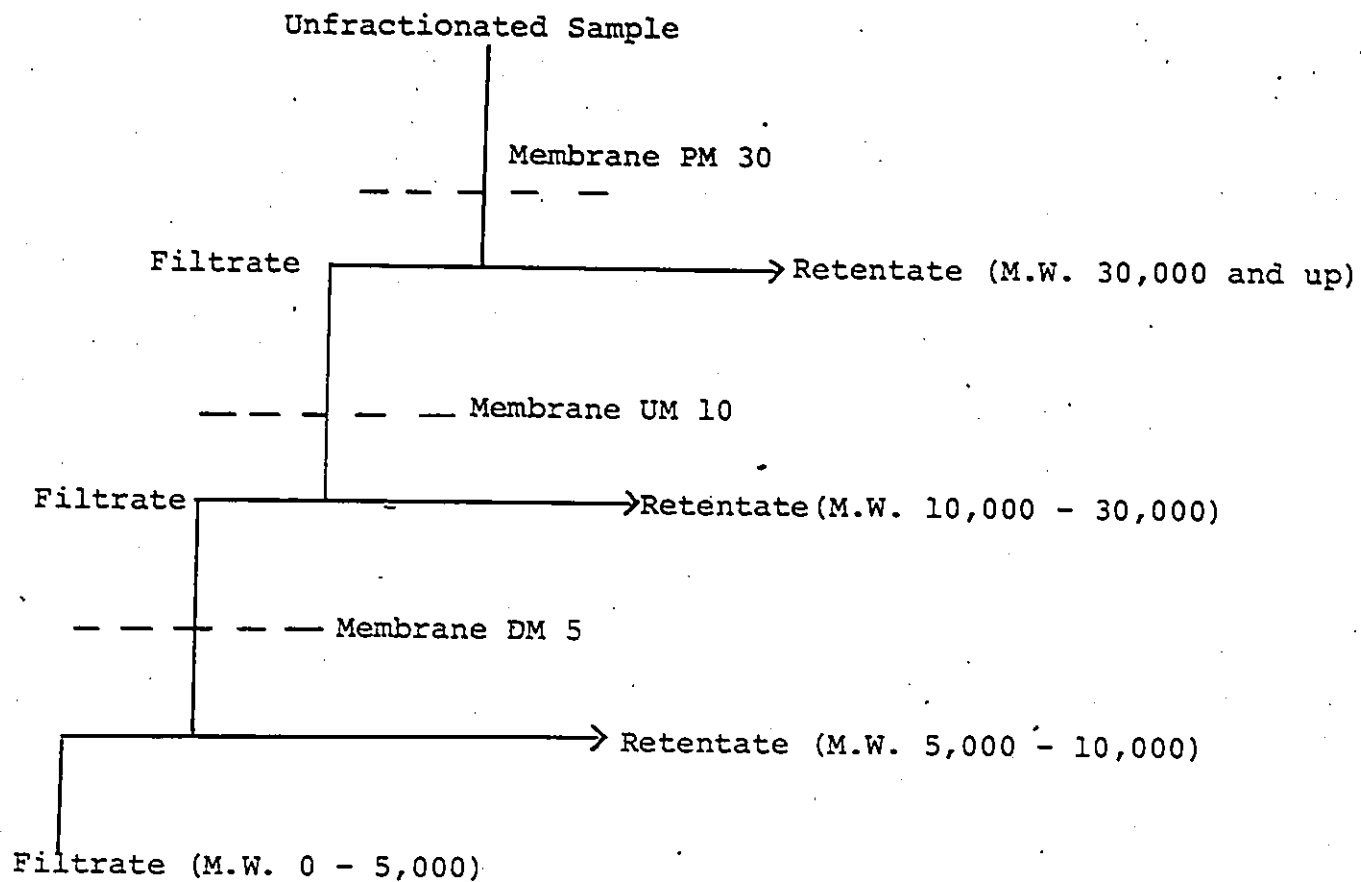 Unfractionated Sample
Membrane PM 30
Filtrate
Retentate (M.W. 30,000 and up)
Membrane UM 10
Filtrate
Retentate (M.W. 10,000 - 30,000)
Membrane DM 5
Retentate (M.W. 5,000 - 10,000)
Filtrate (M.W. 0 - 5,000)